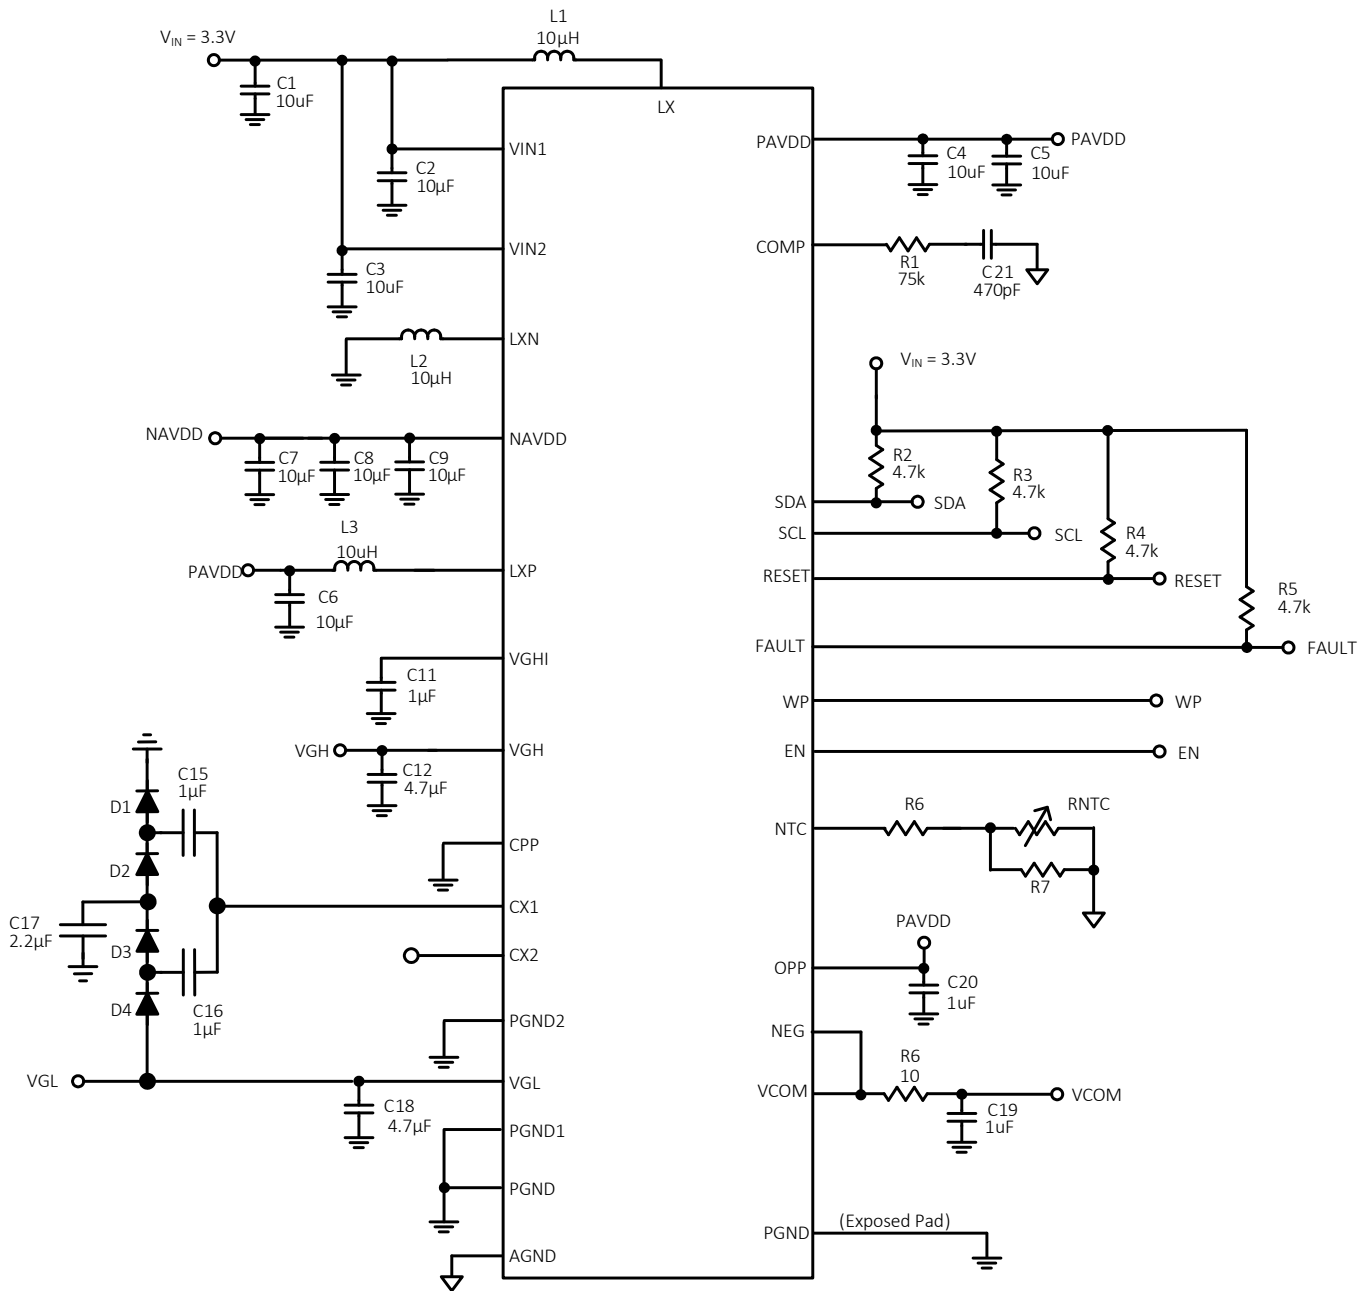 L1
10µH
V_IN = 3.3V
C1
10uF
LX
PAVDD
PAVDD
C4
10uF
C5
10uF
VIN1
C2
10µF
VIN2
C3
10uF
COMP
R1
75k
C21
470pF
LXN
L2
10µH
V_IN = 3.3V
NAVDD
NAVDD
C7
10µF
C8
10µF
C9
10µF
R2
4.7k
R3
4.7k
SDA
SDA
SCL
SCL
R4
4.7k
L3
10uH
PAVDD
LXP
C6
10µF
RESET
RESET
R5
4.7k
FAULT
FAULT
VGHI
C11
1µF
WP
WP
VGH
VGH
C12
4.7µF
EN
EN
C15
1µF
D1
R6
RNTC
NTC
R7
CPP
D2
CX1
C17
2.2µF
D3
PAVDD
CX2
OPP
C20
1uF
D4
C16
1µF
PGND2
NEG
R6
10
VGL
VGL
C18
4.7µF
VCOM
VCOM
C19
1uF
PGND1
PGND
(Exposed Pad)
PGND
AGND